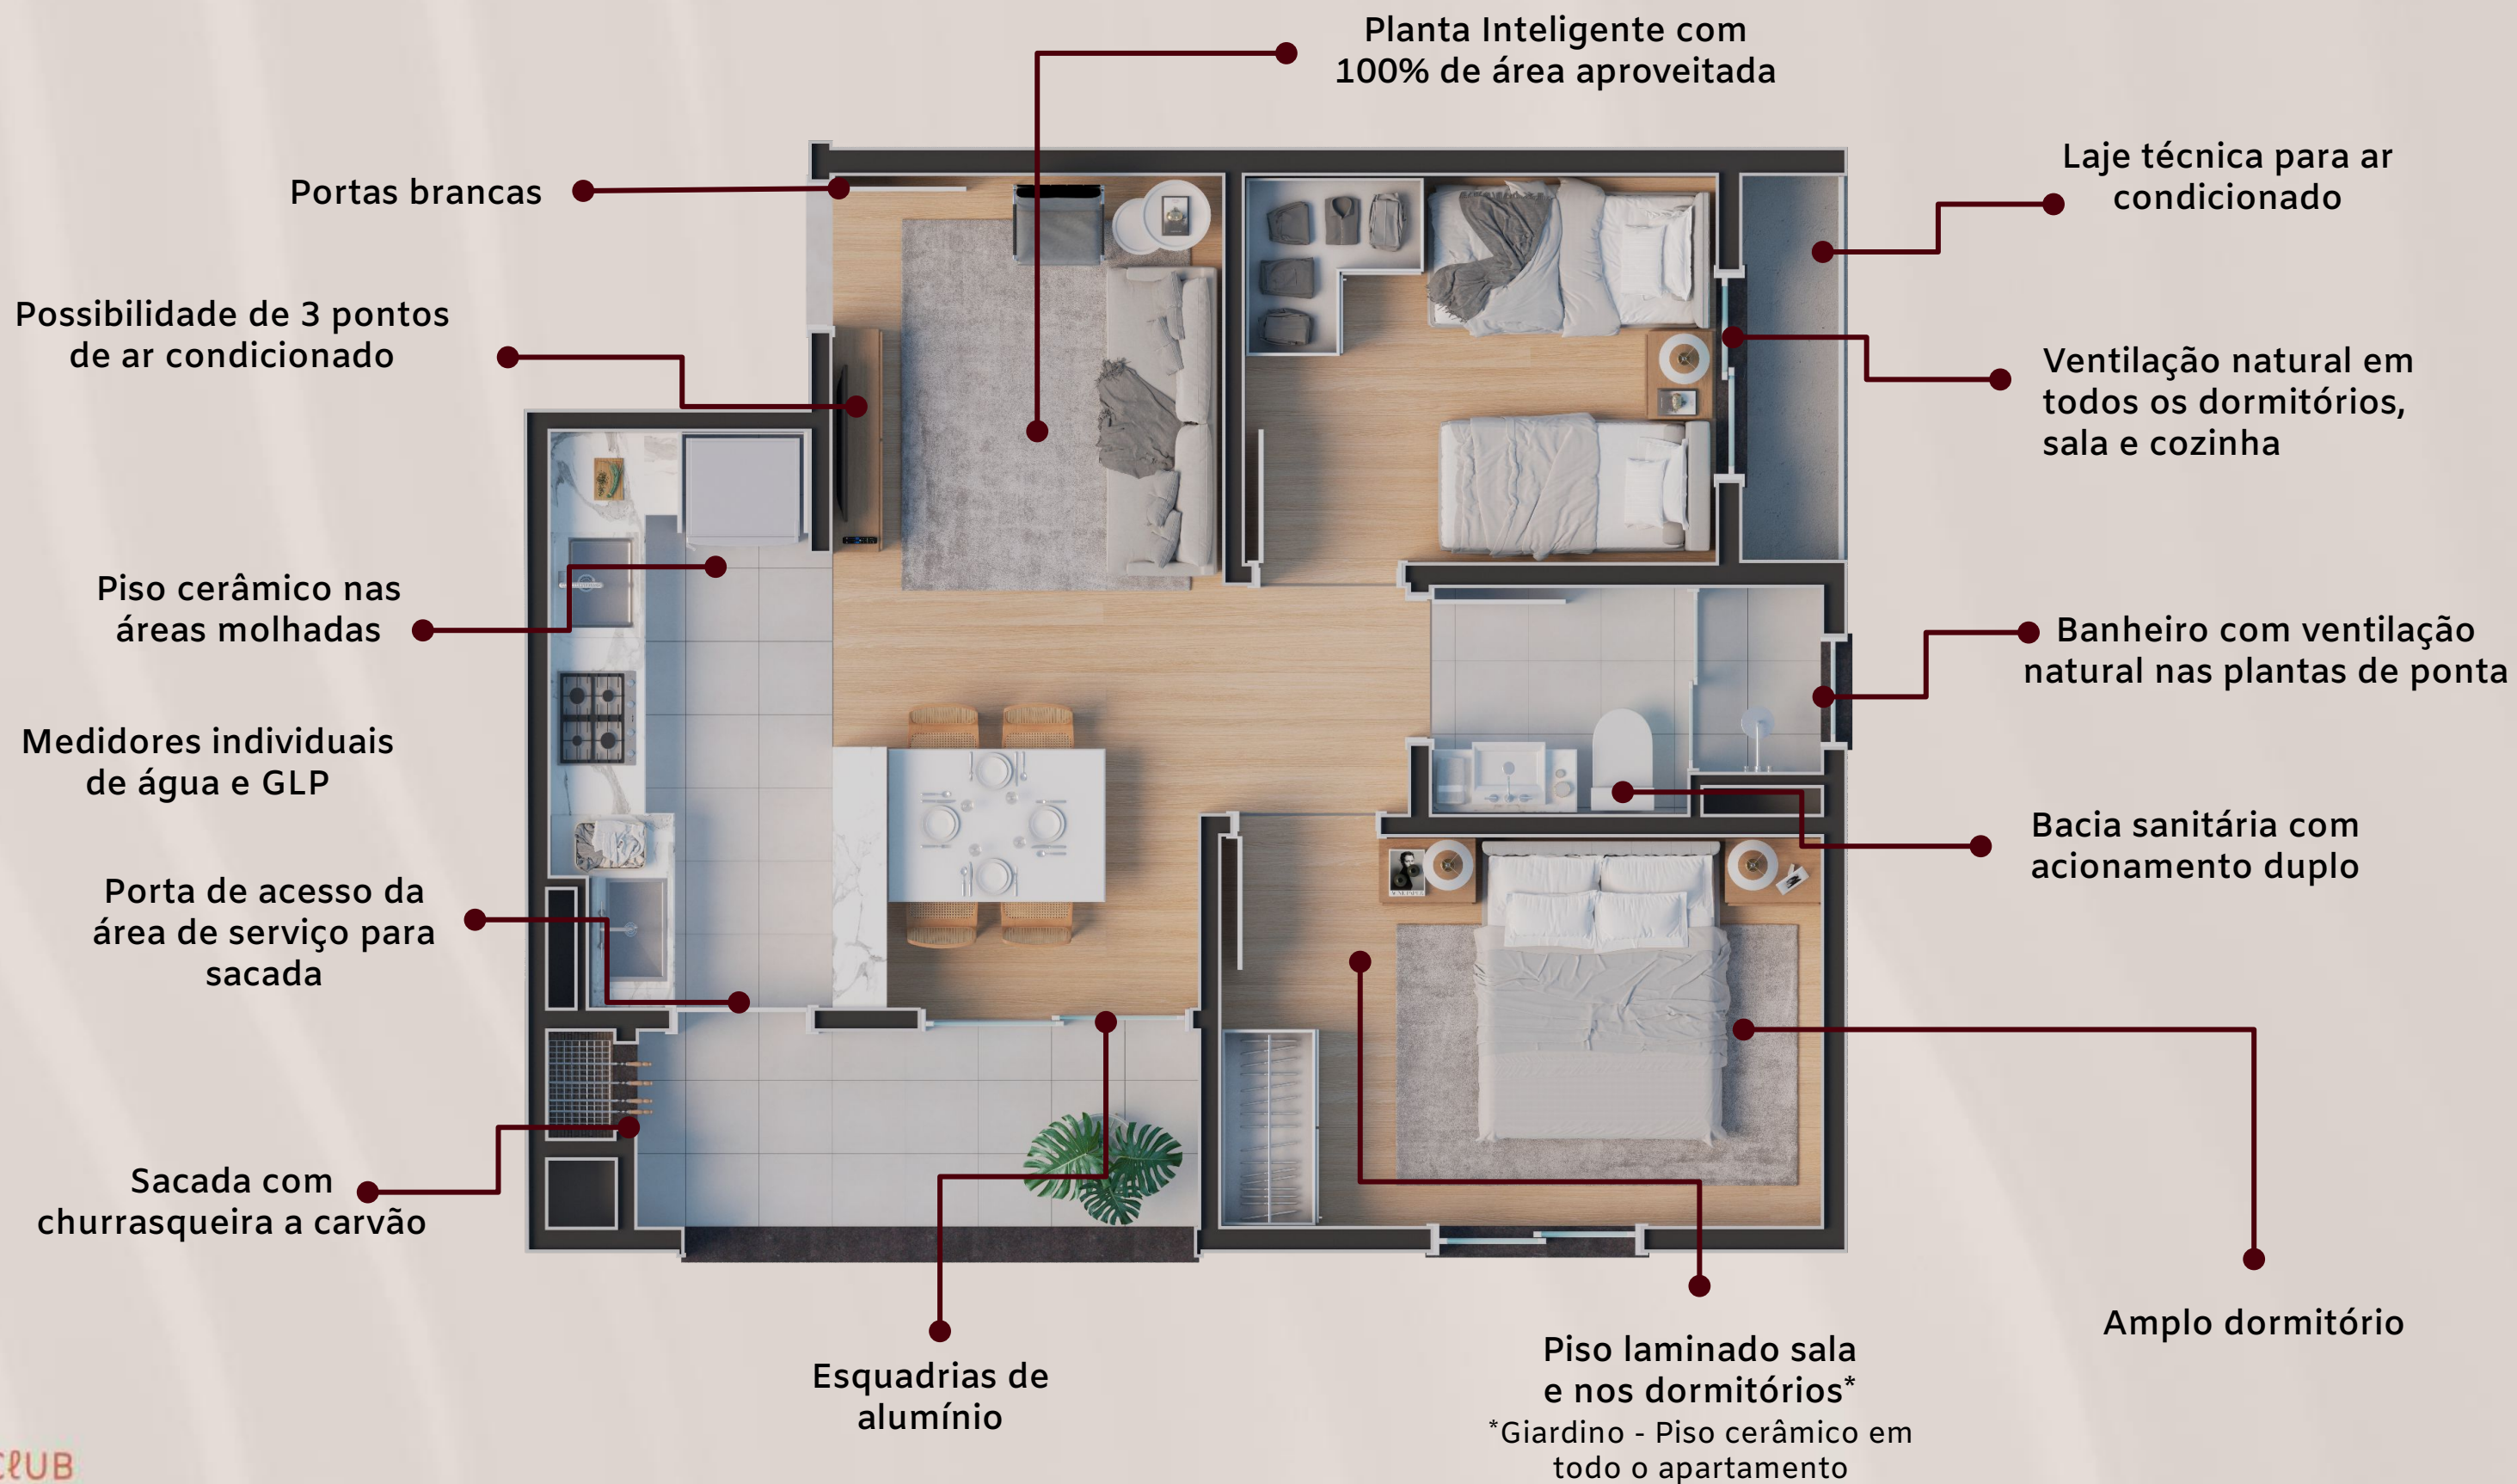 Planta Inteligente com
100% de área aproveitada
Portas brancas
Laje técnica para ar
condicionado
Possibilidade de 3 pontos
de ar condicionado
Ventilação natural em
todos os dormitórios,
sala e cozinha
Piso cerâmico nas
áreas molhadas
Banheiro com ventilação
natural nas plantas de ponta
Medidores individuais
de água e GLP
Bacia sanitária com
acionamento duplo
Porta de acesso da
área de serviço para
sacada
Sacada com
churrasqueira a carvão
Amplo dormitório
Esquadrias de
alumínio
Piso laminado sala
e nos dormitórios*
*Giardino - Piso cerâmico em
todo o apartamento
CLUB